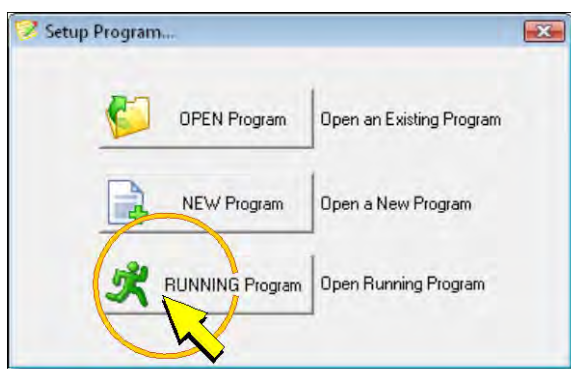 Setup Program...
OPEN Program Open an Existing Program
NEW Program Open a New Program
RUNNING Program Open Running Program